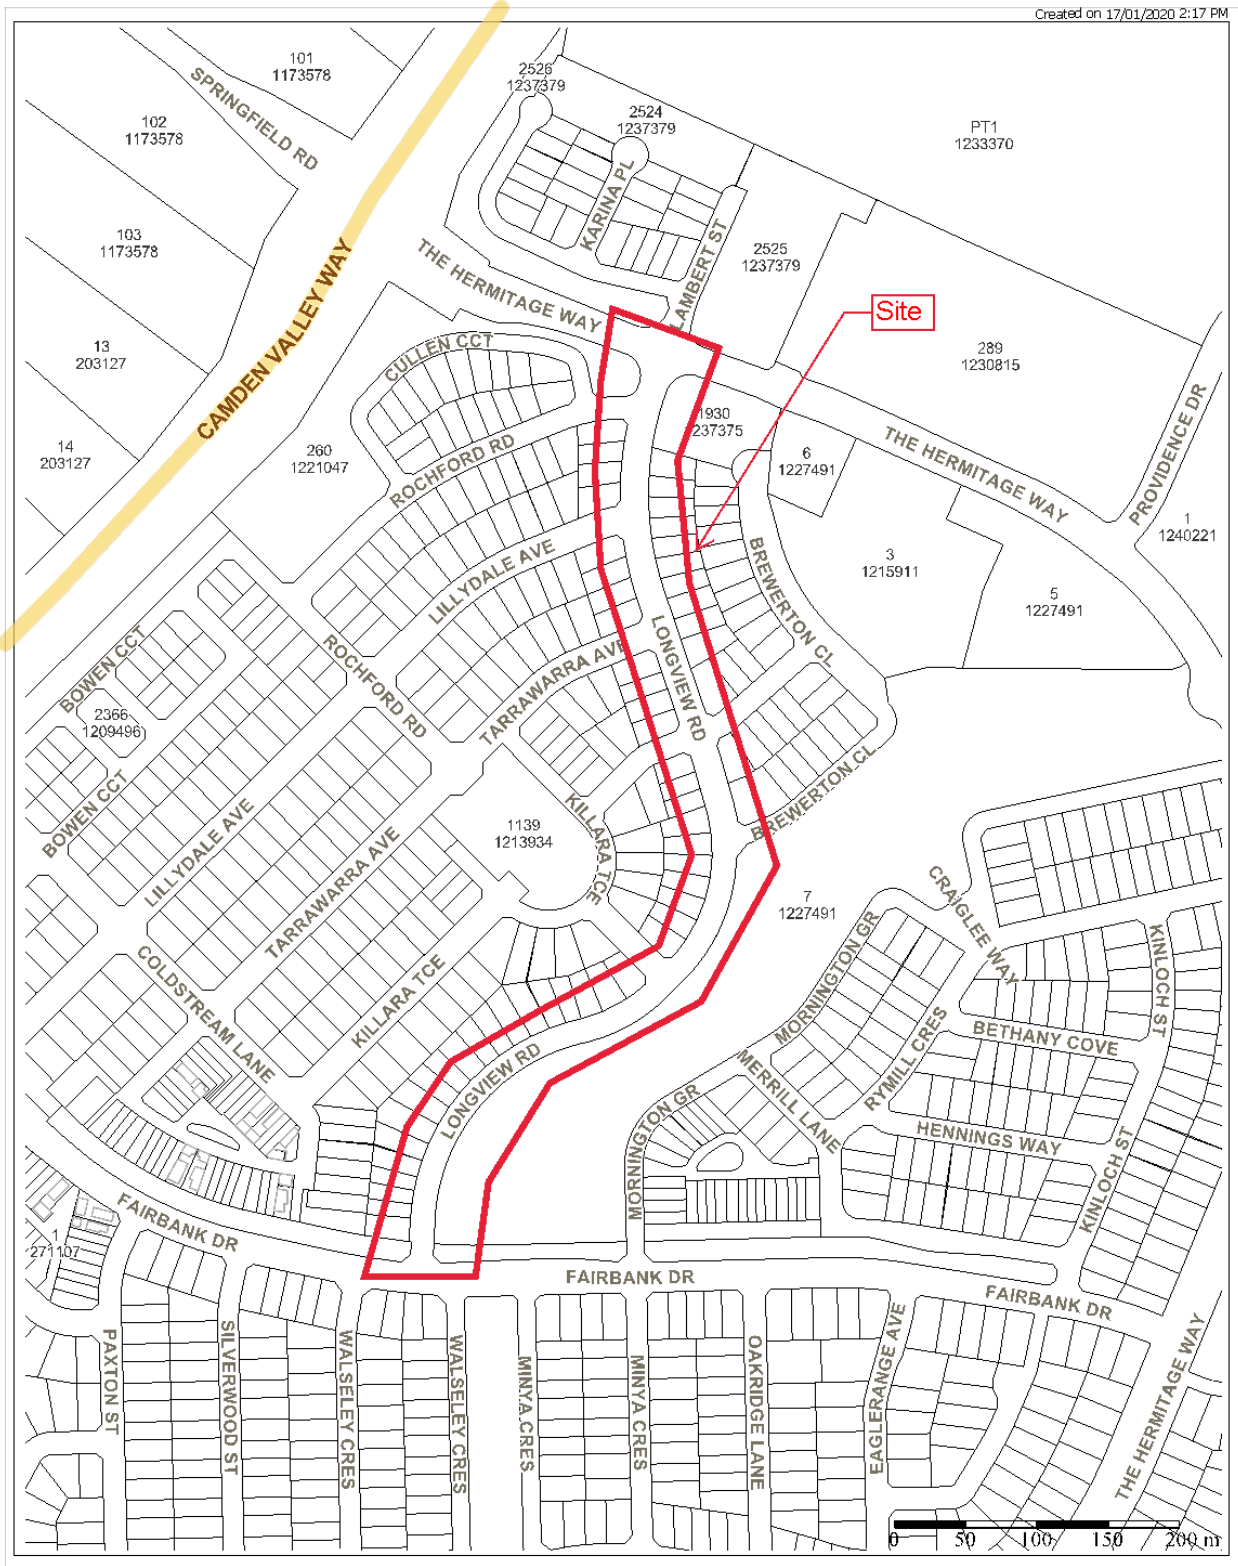 Created on 17/01/2020 2:17 PM
101
1173578
SPRINGFIELD RD
102
1173578
2526
1237379
2524
1237379
PT1
1233370
KARINA PL
103
1173578
LAMBERT ST
2525
1237379
THE HERMITAGE WAY
CAMDEN VALLEY WAY
Site
13
203127
CULLEN CCT
289
1230815
PROVIDENCE DR
1930
237375
14
203127
260
1221047
ROCHFORD RD
6
1227491
THE HERMITAGE WAY
1
1240221
LILLYDALE AVE
BREWERTON CL
3
1215911
5
1227491
BOWEN CCT
ROCHFORD RD
TARRAWARRA AVE
LONGVIEW RD
2366
1209496
BOWEN CCT
LILLYDALE AVE
TARRAWARRA AVE
KILLARA TCE
1139
1213934
BREWERTON CL
7
1227491
CRAIGLEE WAY
MORNINGTON GR
KINLOCH ST
COLDSTREAM LANE
KILLARA TCE
LONGVIEW RD
RYMILL CRES
BETHANY COVE
MERRILL LANE
MORNINGTON GR
HENNINGS WAY
KINLOCH ST
FAIRBANK DR
1
271107
FAIRBANK DR
FAIRBANK DR
PAXTON ST
SILVERWOOD ST
WALSELEY CRES
WALSELEY CRES
MINYA CRES
MINYA CRES
OAKRIDGE LANE
EAGLERANGE AVE
THE HERMITAGE WAY
0 50 100 150 200 m